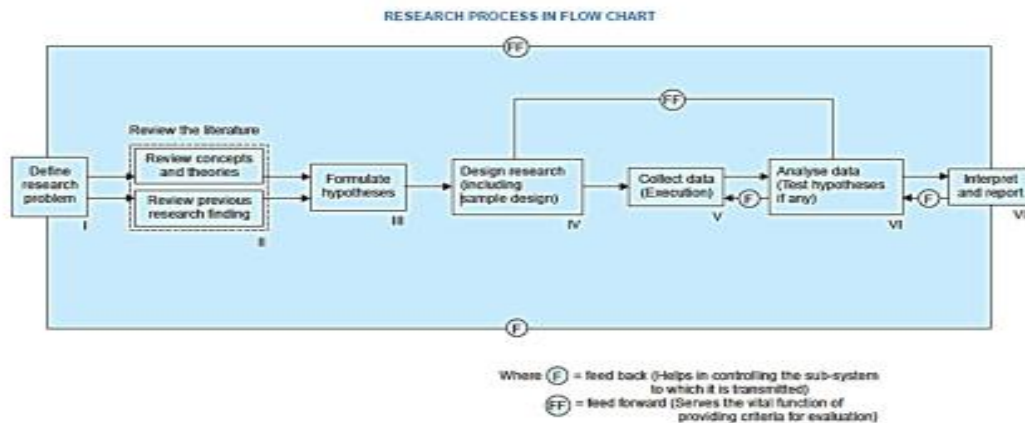 RESEARCH PROCESS IN FLOW CHART
FF
FF
Review the literature
Define
research
problem
I
Review concepts
and theories
Review previous
research finding
II
Formulate
hypotheses
III
Design research
(including
sample design)
IV
Collect data
(Execution)
V
F
Analyse data
(Test hypotheses
if any)
VI
F
Interpret
and report
F
Where F = feed back (Helps in controlling the sub-system
to which it is transmitted)
FF = feed forward (Serves the vital function of
providing criteria for evaluation)